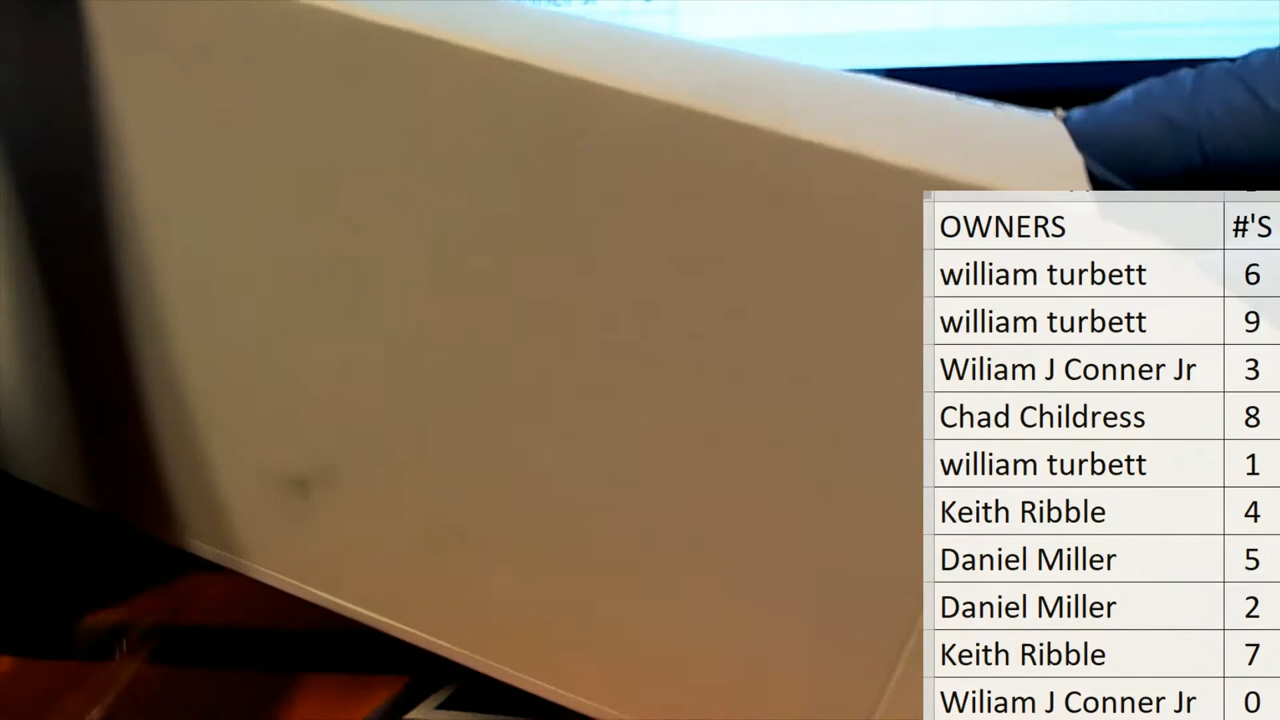 OWNERS #'S
william turbett 6
william turbett 9
Wiliam J Conner Jr 3
Chad Childress 8
william turbett 1
Keith Ribble 4
Daniel Miller 5
Daniel Miller 2
Keith Ribble 7
Wiliam J Conner Jr 0